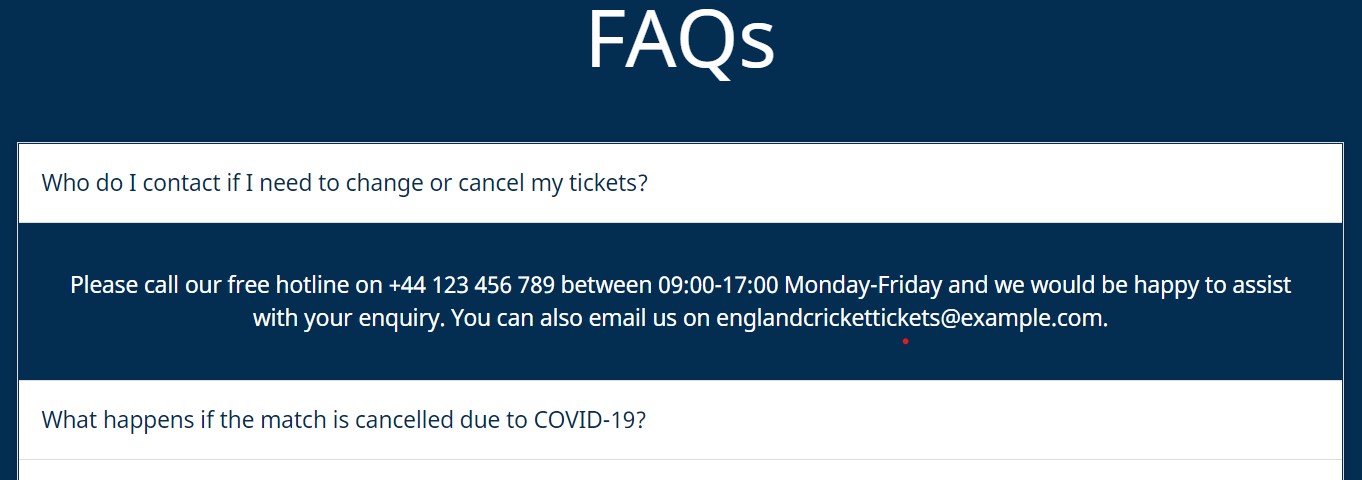 FAQs
Who do I contact if I need to change or cancel my tickets?
Please call our free hotline on +44 123 456 789 between 09:00-17:00 Monday-Friday and we would be happy to assist
with your enquiry. You can also email us on englandcrickettickets@example.com.
What happens if the match is cancelled due to COVID-19?